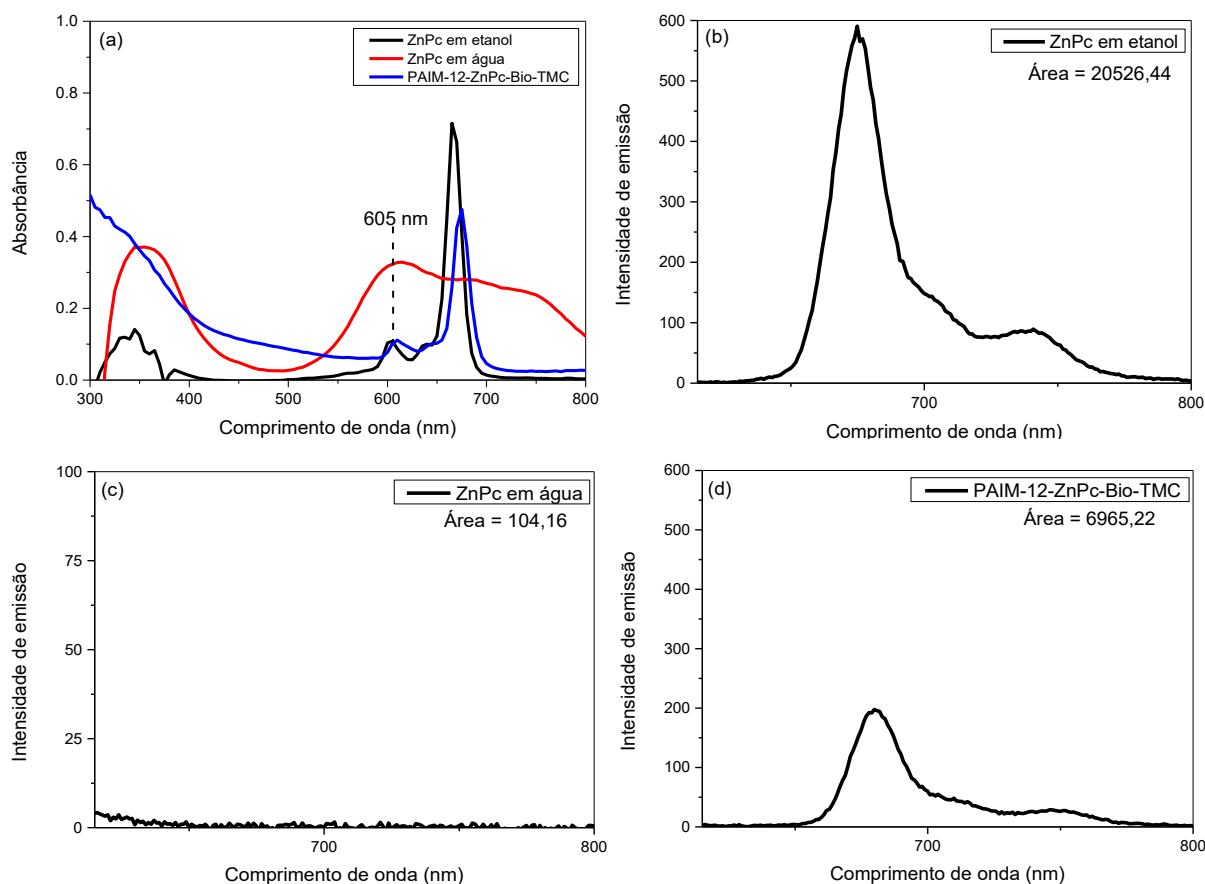 (a)
ZnPc em etanol
ZnPc em água
PAIM-12-ZnPc-Bio-TMC
605 nm
1.0
0.8
0.6
0.4
0.2
0.0
300
400
500
600
700
800
Absorbância
Comprimento de onda (nm)
(b)
ZnPc em etanol
Área = 20526,44
600
500
400
300
200
100
0
700
800
Intensidade de emissão
Comprimento de onda (nm)
(c)
ZnPc em água
Área = 104,16
100
75
50
25
0
700
800
Intensidade de emissão
Comprimento de onda (nm)
(d)
PAIM-12-ZnPc-Bio-TMC
Área = 6965,22
600
500
400
300
200
100
0
700
800
Intensidade de emissão
Comprimento de onda (nm)